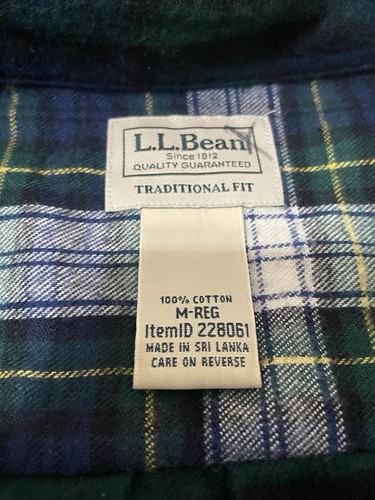 L.L.Bean
Since 1912
QUALITY GUARANTEED
TRADITIONAL FIT
100% COTTON
M-REG
ItemID 228061
MADE IN SRI LANKA
CARE ON REVERSE